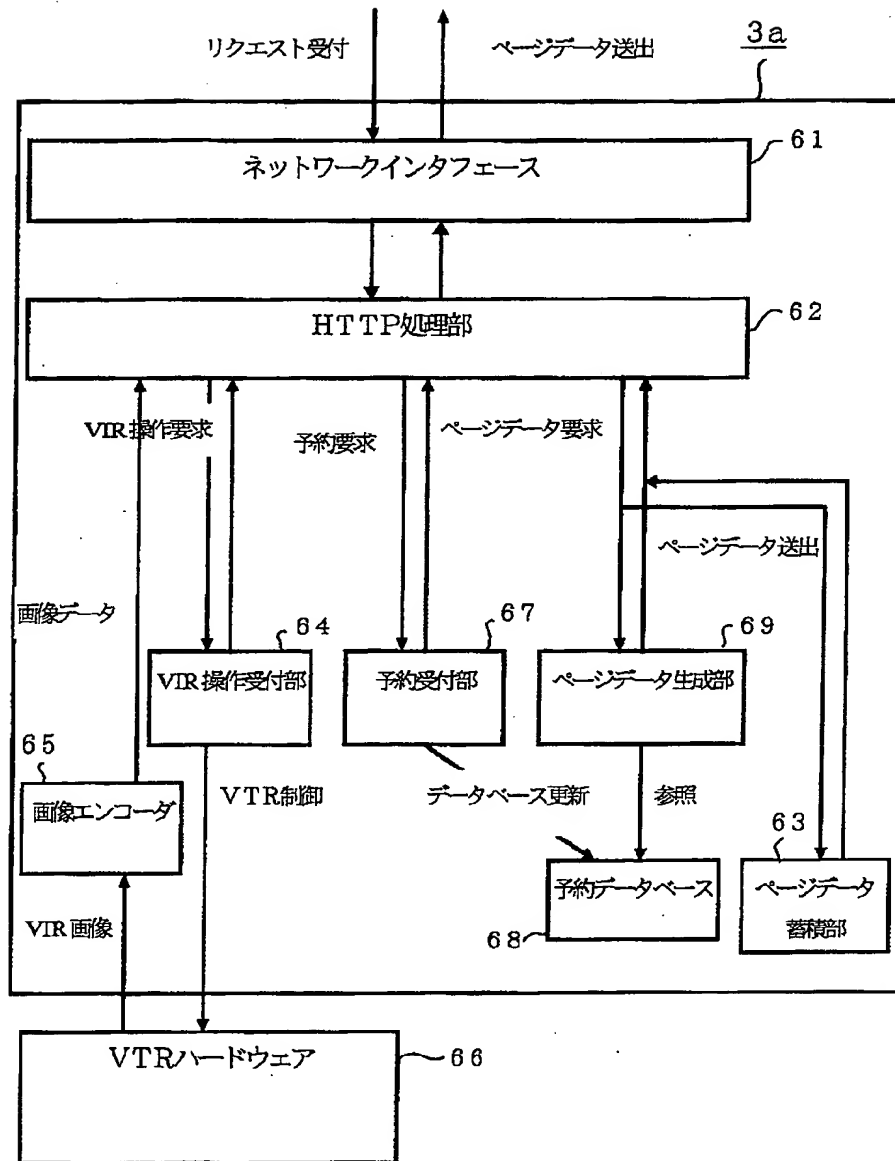 リクエスト受付
ページデータ送出
3a
ネットワークインタフェース
61
HTTP処理部
62
VTR操作要求
予約要求
ページデータ要求
ページデータ送出
画像データ
64
67
69
VTR操作受付部
予約受付部
ページデータ生成部
65
画像エンコーダ
VTR制御
データベース更新
参照
63
予約データベース
ページデータ
蓄積部
68
VTR画像
VTRハードウェア
66